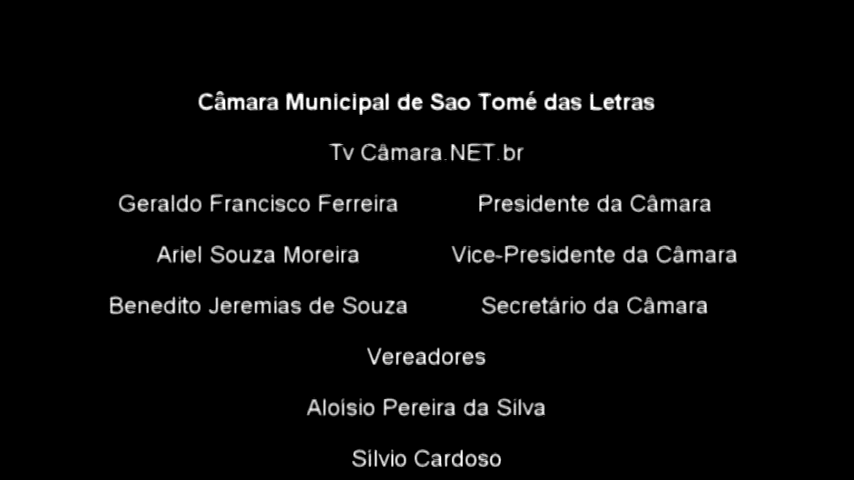 Câmara Municipal de Sao Tomé das Letras
Tv Câmara.NET.br
Geraldo Francisco Ferreira Presidente da Câmara
Ariel Souza Moreira Vice-Presidente da Câmara
Benedito Jeremias de Souza Secretário da Câmara
Vereadores
Aloísio Pereira da Silva
Sílvio Cardoso